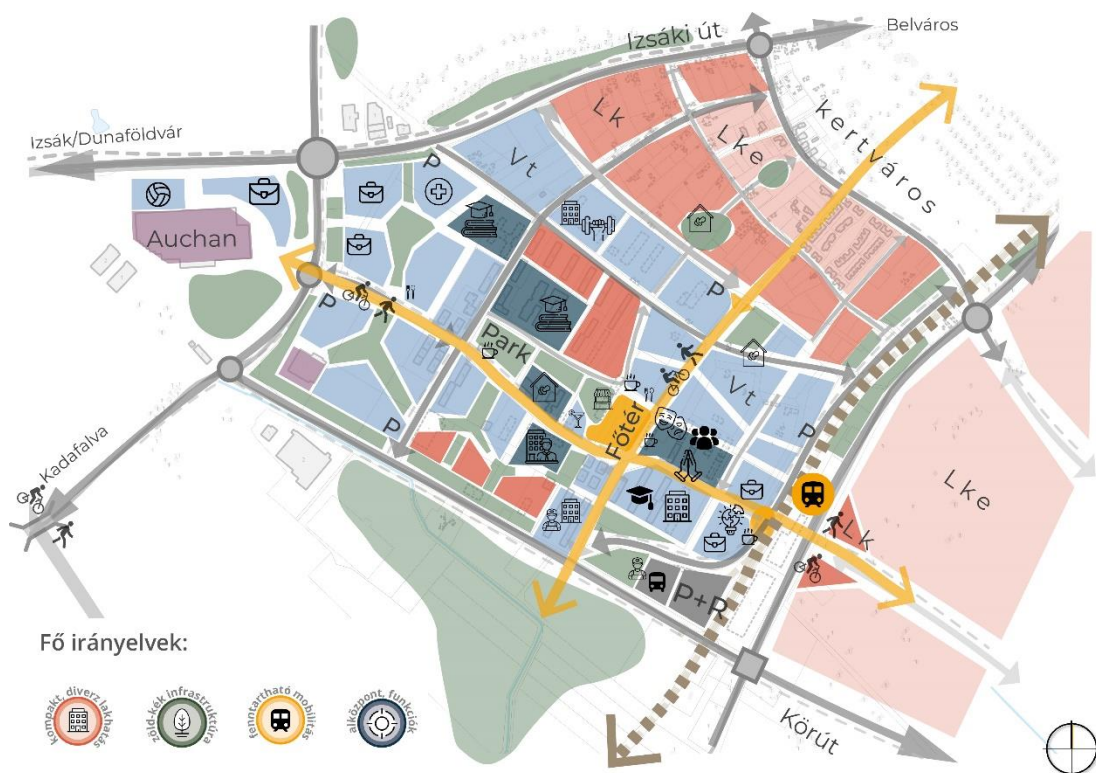 Izsáki út
Belváros
Izsák/Dunaföldvár
kertváros
Lk
Lke
Vt
P
Auchan
P
P
Park
Főtér
Vt
P
P
Kadafalva
Lke
Lk
P+R
Körút
Fő irányelvek:
kompakt, diverz lakhatás
zöld-kék infrastruktúra
fenntartható mobilitás
alközpont, funkciók